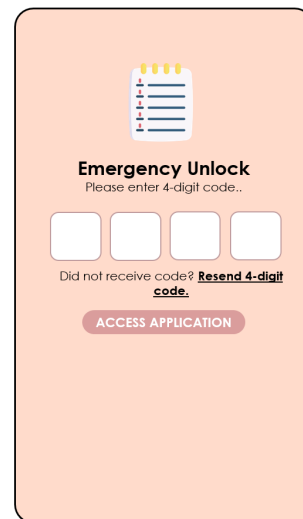 Emergency Unlock
Please enter 4-digit code..
Did not receive code? Resend 4-digit
code.
ACCESS APPLICATION